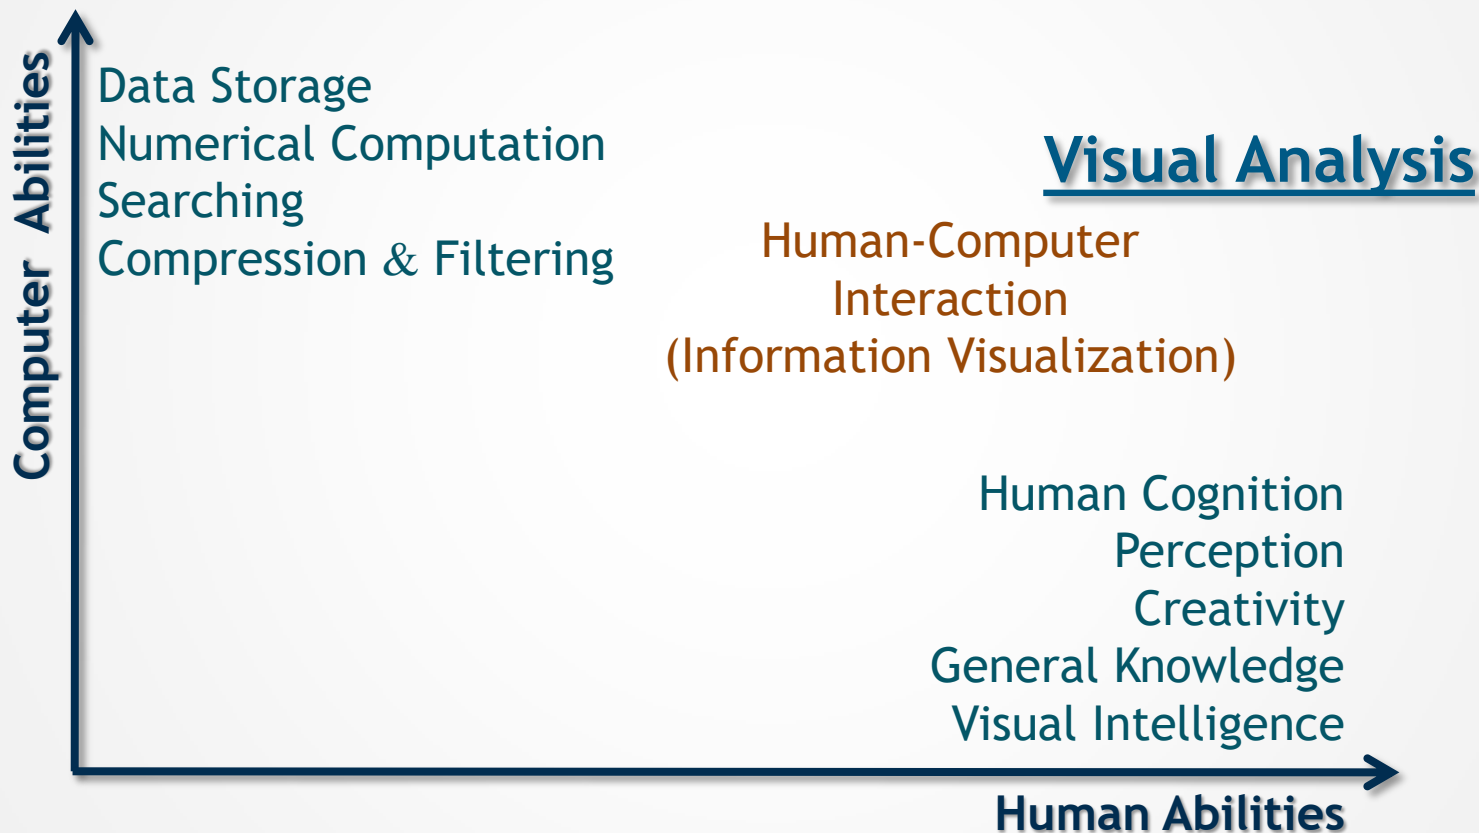 Computer Abilities
Data Storage
Numerical Computation
Searching
Compression & Filtering
Visual Analysis
Human-Computer
Interaction
(Information Visualization)
Human Cognition
Perception
Creativity
General Knowledge
Visual Intelligence
Human Abilities